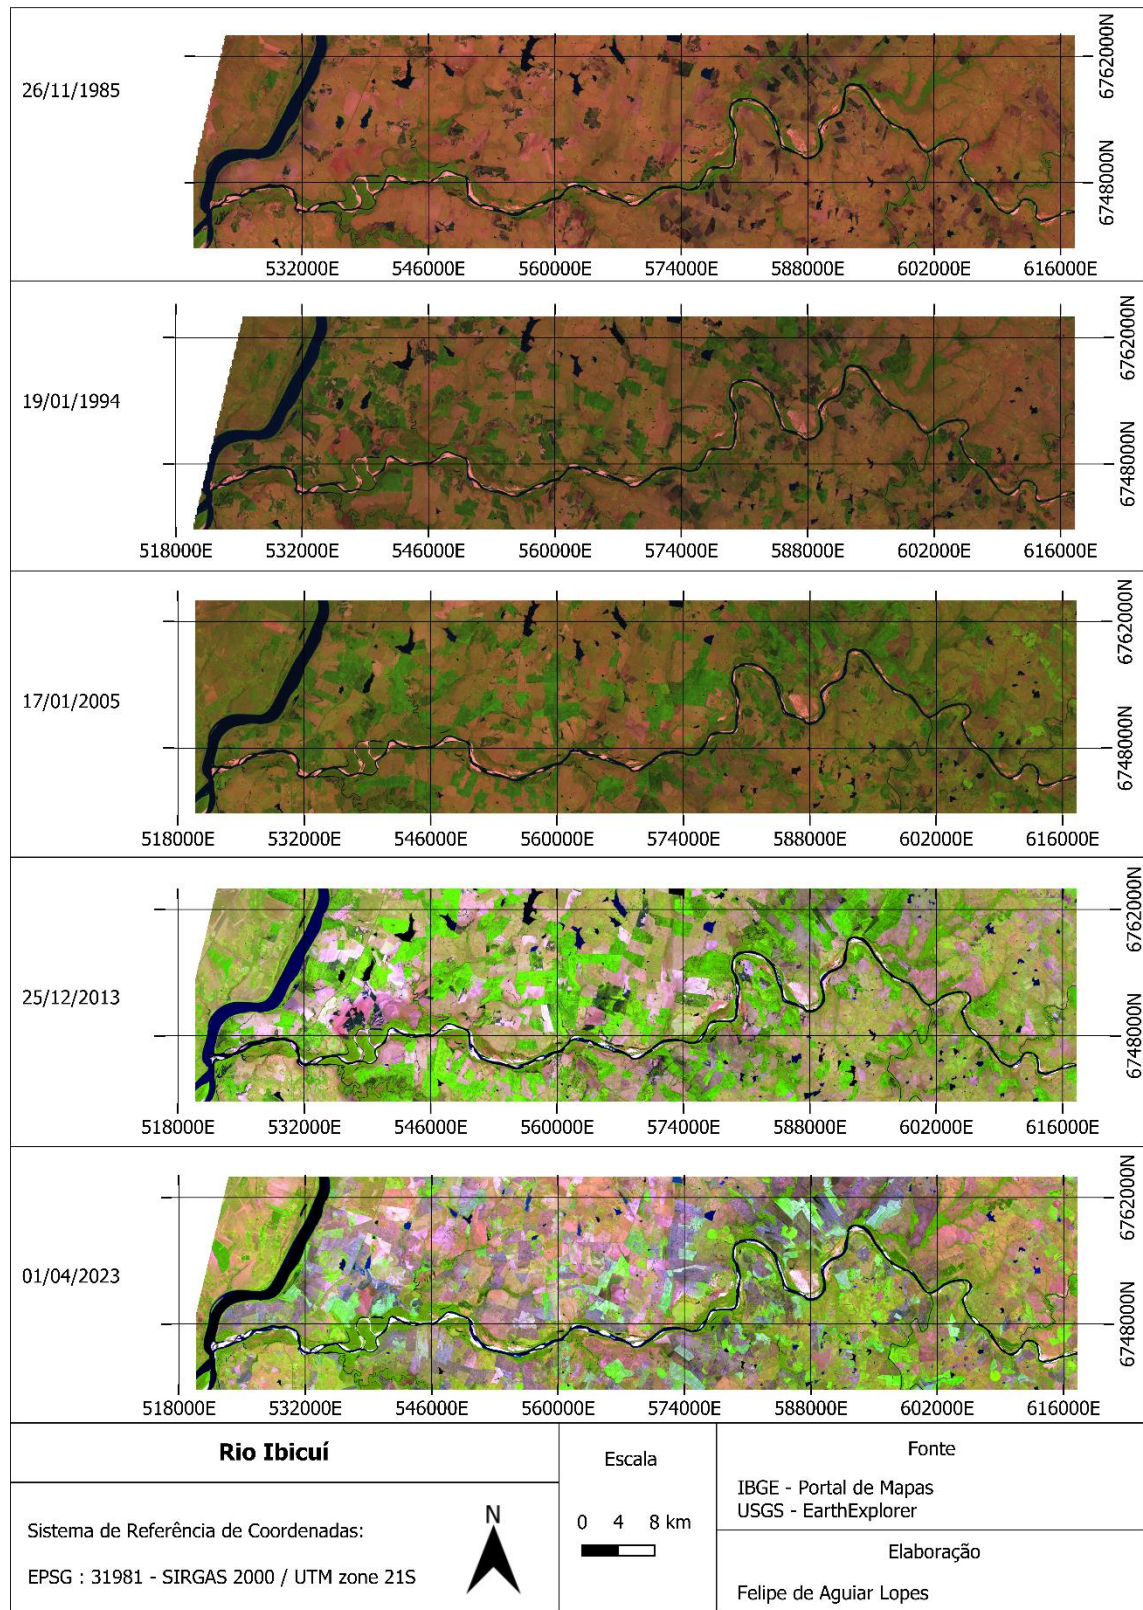 26/11/1985
6762000N
6748000N
532000E 546000E 560000E 574000E 588000E 602000E 616000E
19/01/1994
6762000N
6748000N
518000E 532000E 546000E 560000E 574000E 588000E 602000E 616000E
17/01/2005
6762000N
6748000N
518000E 532000E 546000E 560000E 574000E 588000E 602000E 616000E
25/12/2013
6762000N
6748000N
518000E 532000E 546000E 560000E 574000E 588000E 602000E 616000E
01/04/2023
6762000N
6748000N
518000E 532000E 546000E 560000E 574000E 588000E 602000E 616000E
Rio Ibicuí
Sistema de Referência de Coordenadas:
EPSG : 31981 - SIRGAS 2000 / UTM zone 21S
N
Escala
0 4 8 km
Fonte
IBGE - Portal de Mapas
USGS - EarthExplorer
Elaboração
Felipe de Aguiar Lopes